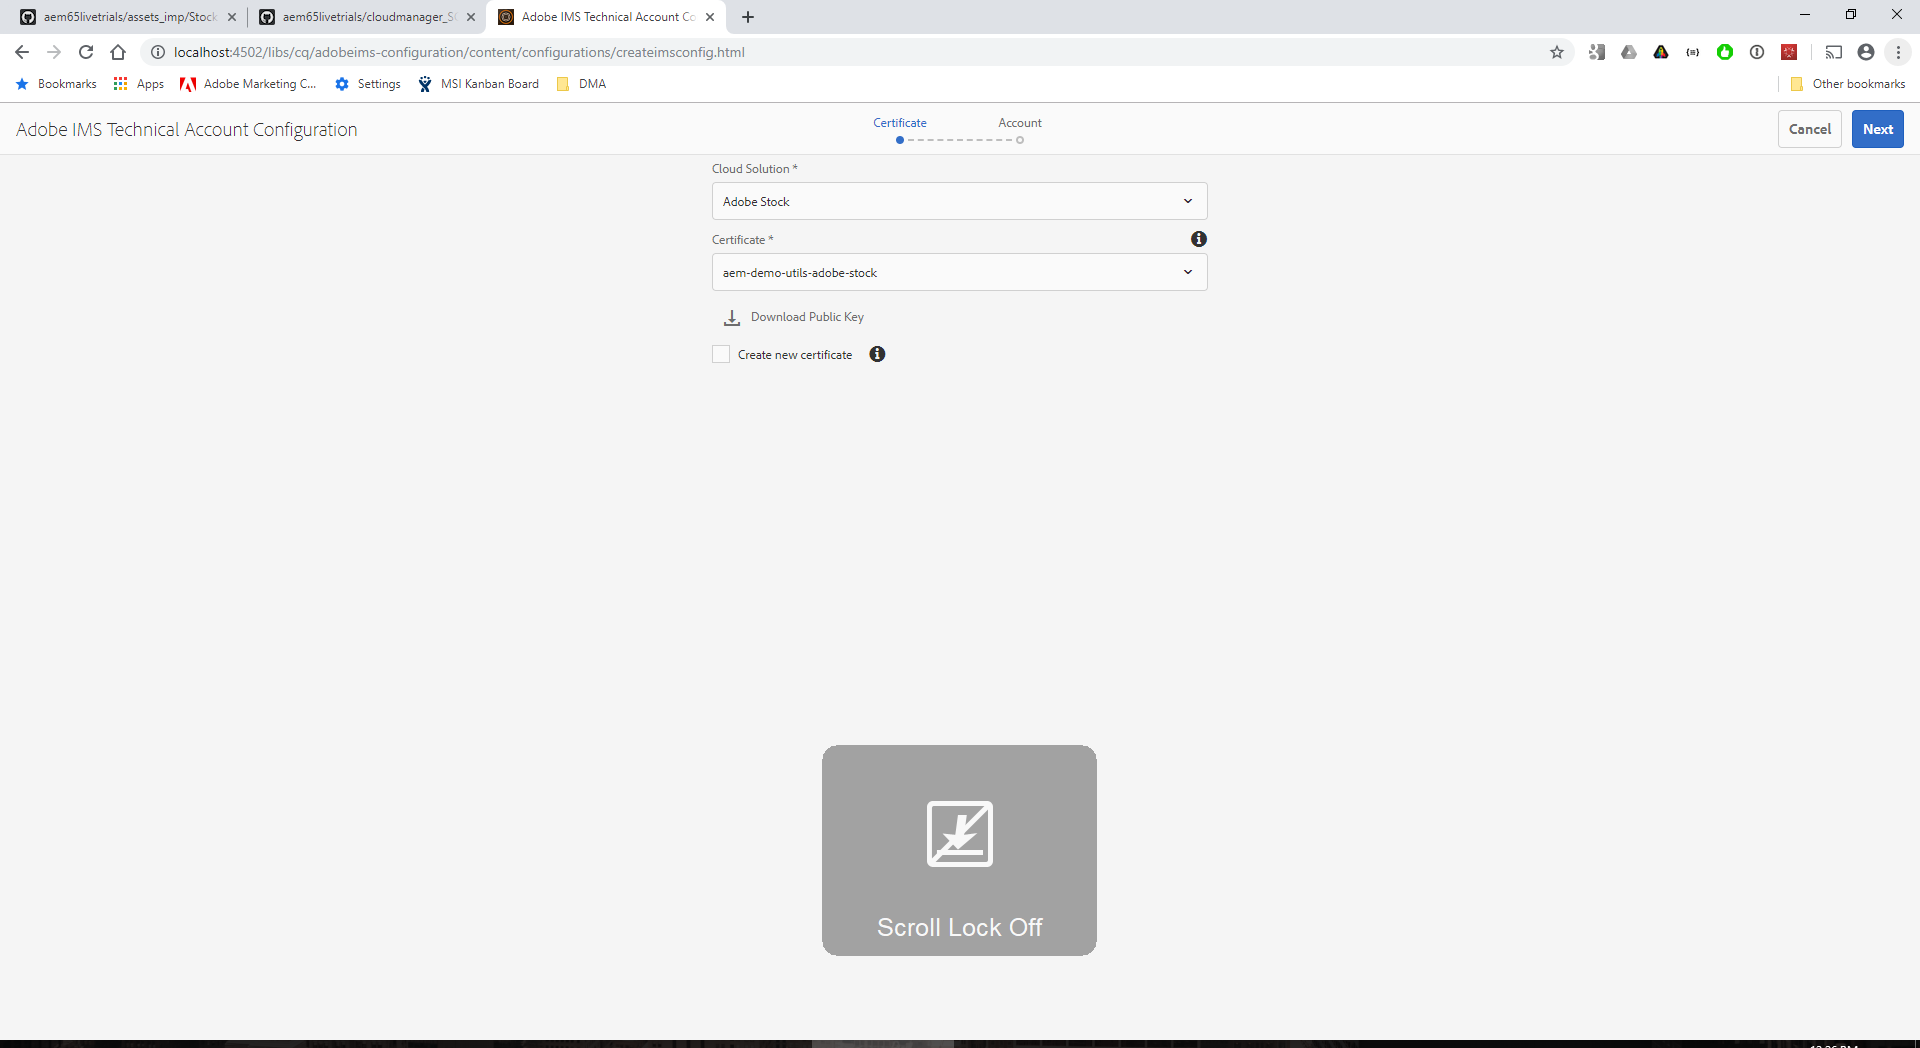 aem65livetrials/assets_imp/Stock
aem65livetrials/cloudmanager_SC
Adobe IMS Technical Account Co
localhost:4502/libs/cq/adobeims-configuration/content/configurations/createimsconfig.html
Bookmarks
Apps
Adobe Marketing C...
Settings
MSI Kanban Board
DMA
Other bookmarks
Adobe IMS Technical Account Configuration
Certificate
Account
Cancel
Next
Cloud Solution *
Adobe Stock
Certificate *
aem-demo-utils-adobe-stock
Download Public Key
Create new certificate
Scroll Lock Off